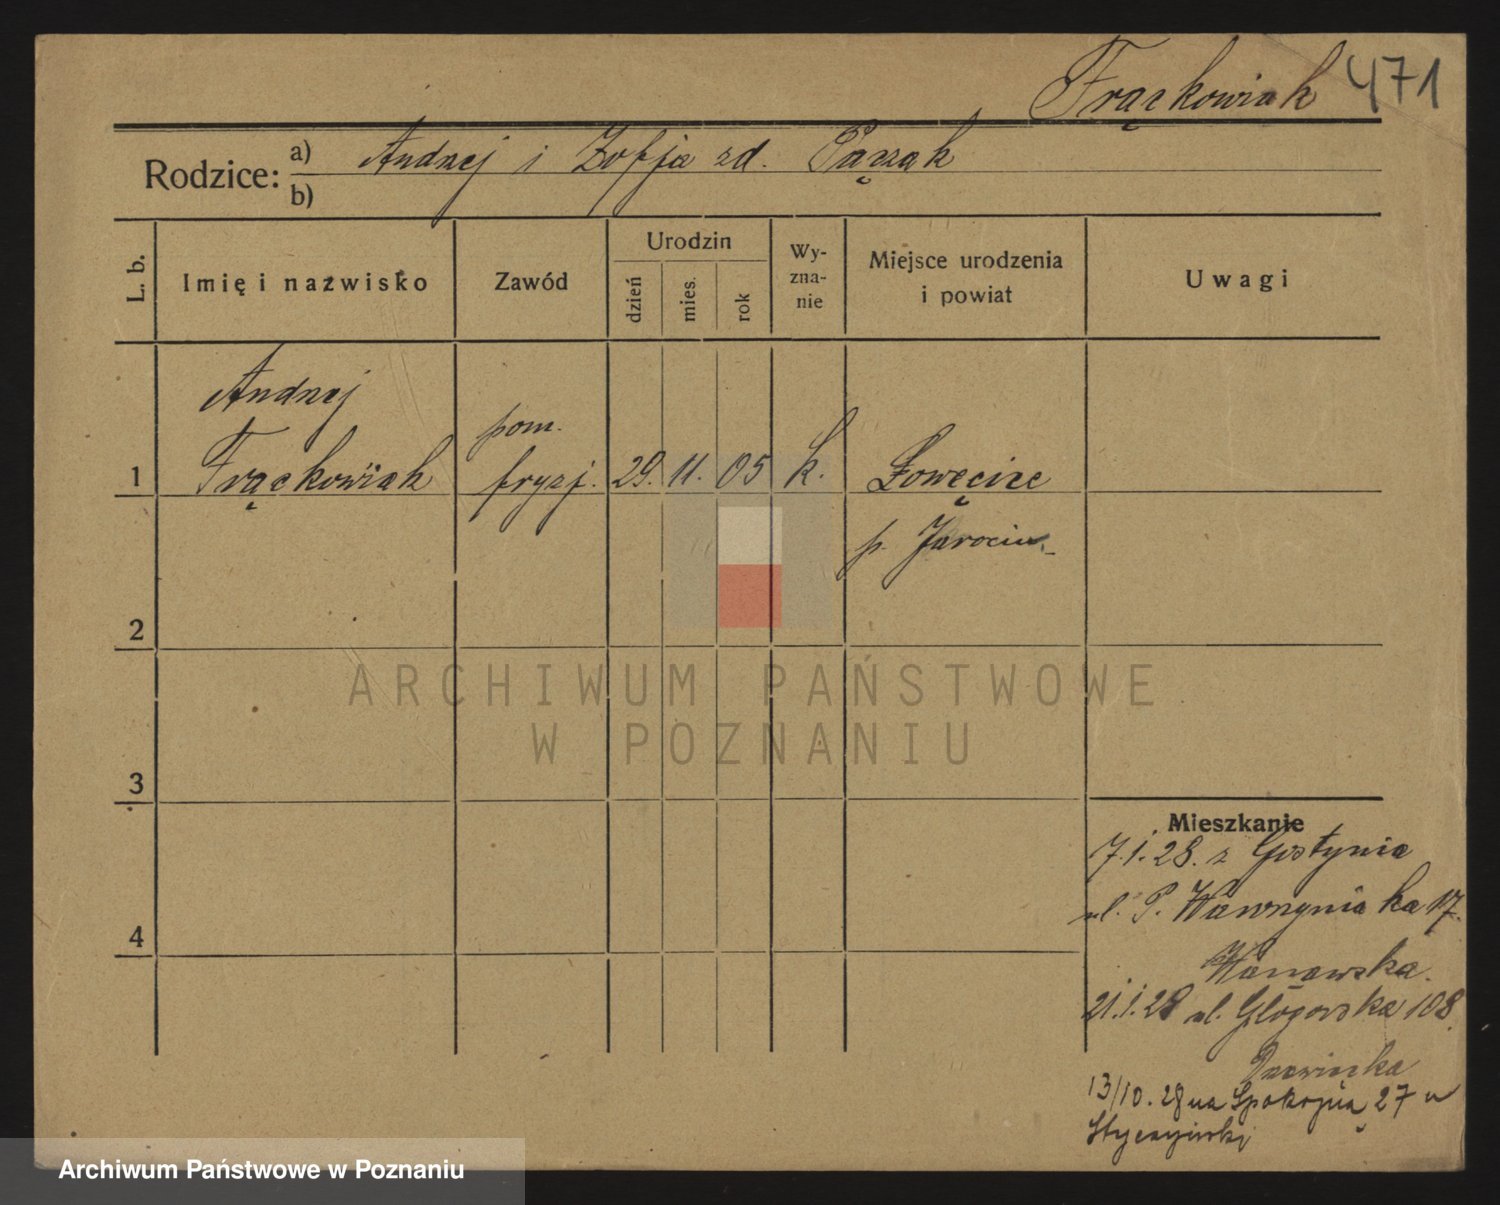 Frąckowiak 471
Rodzice: a) Andrzej i Zofja zd. Pączak
b)
L. b.
Imię i nazwisko
Zawód
Urodzin
dzień
mies.
rok
Wy-
zna-
nie
Miejsce urodzenia
i powiat
Uwagi
Andrzej
1 Frąckowiak
pom.
fryzj.
29. 11. 05
k.
Łowęcice
p. Jarocin
2
3
4
Mieszkanie
7.1.28. z Gostynia
ul. P. Wawrzyniaka 17.
21.1.28 ul. Głogowska 108.
13/10.28 na Spokojną 27 u
ARCHIWUM PAŃSTWOWE
W POZNANIU
Archiwum Państwowe w Poznaniu